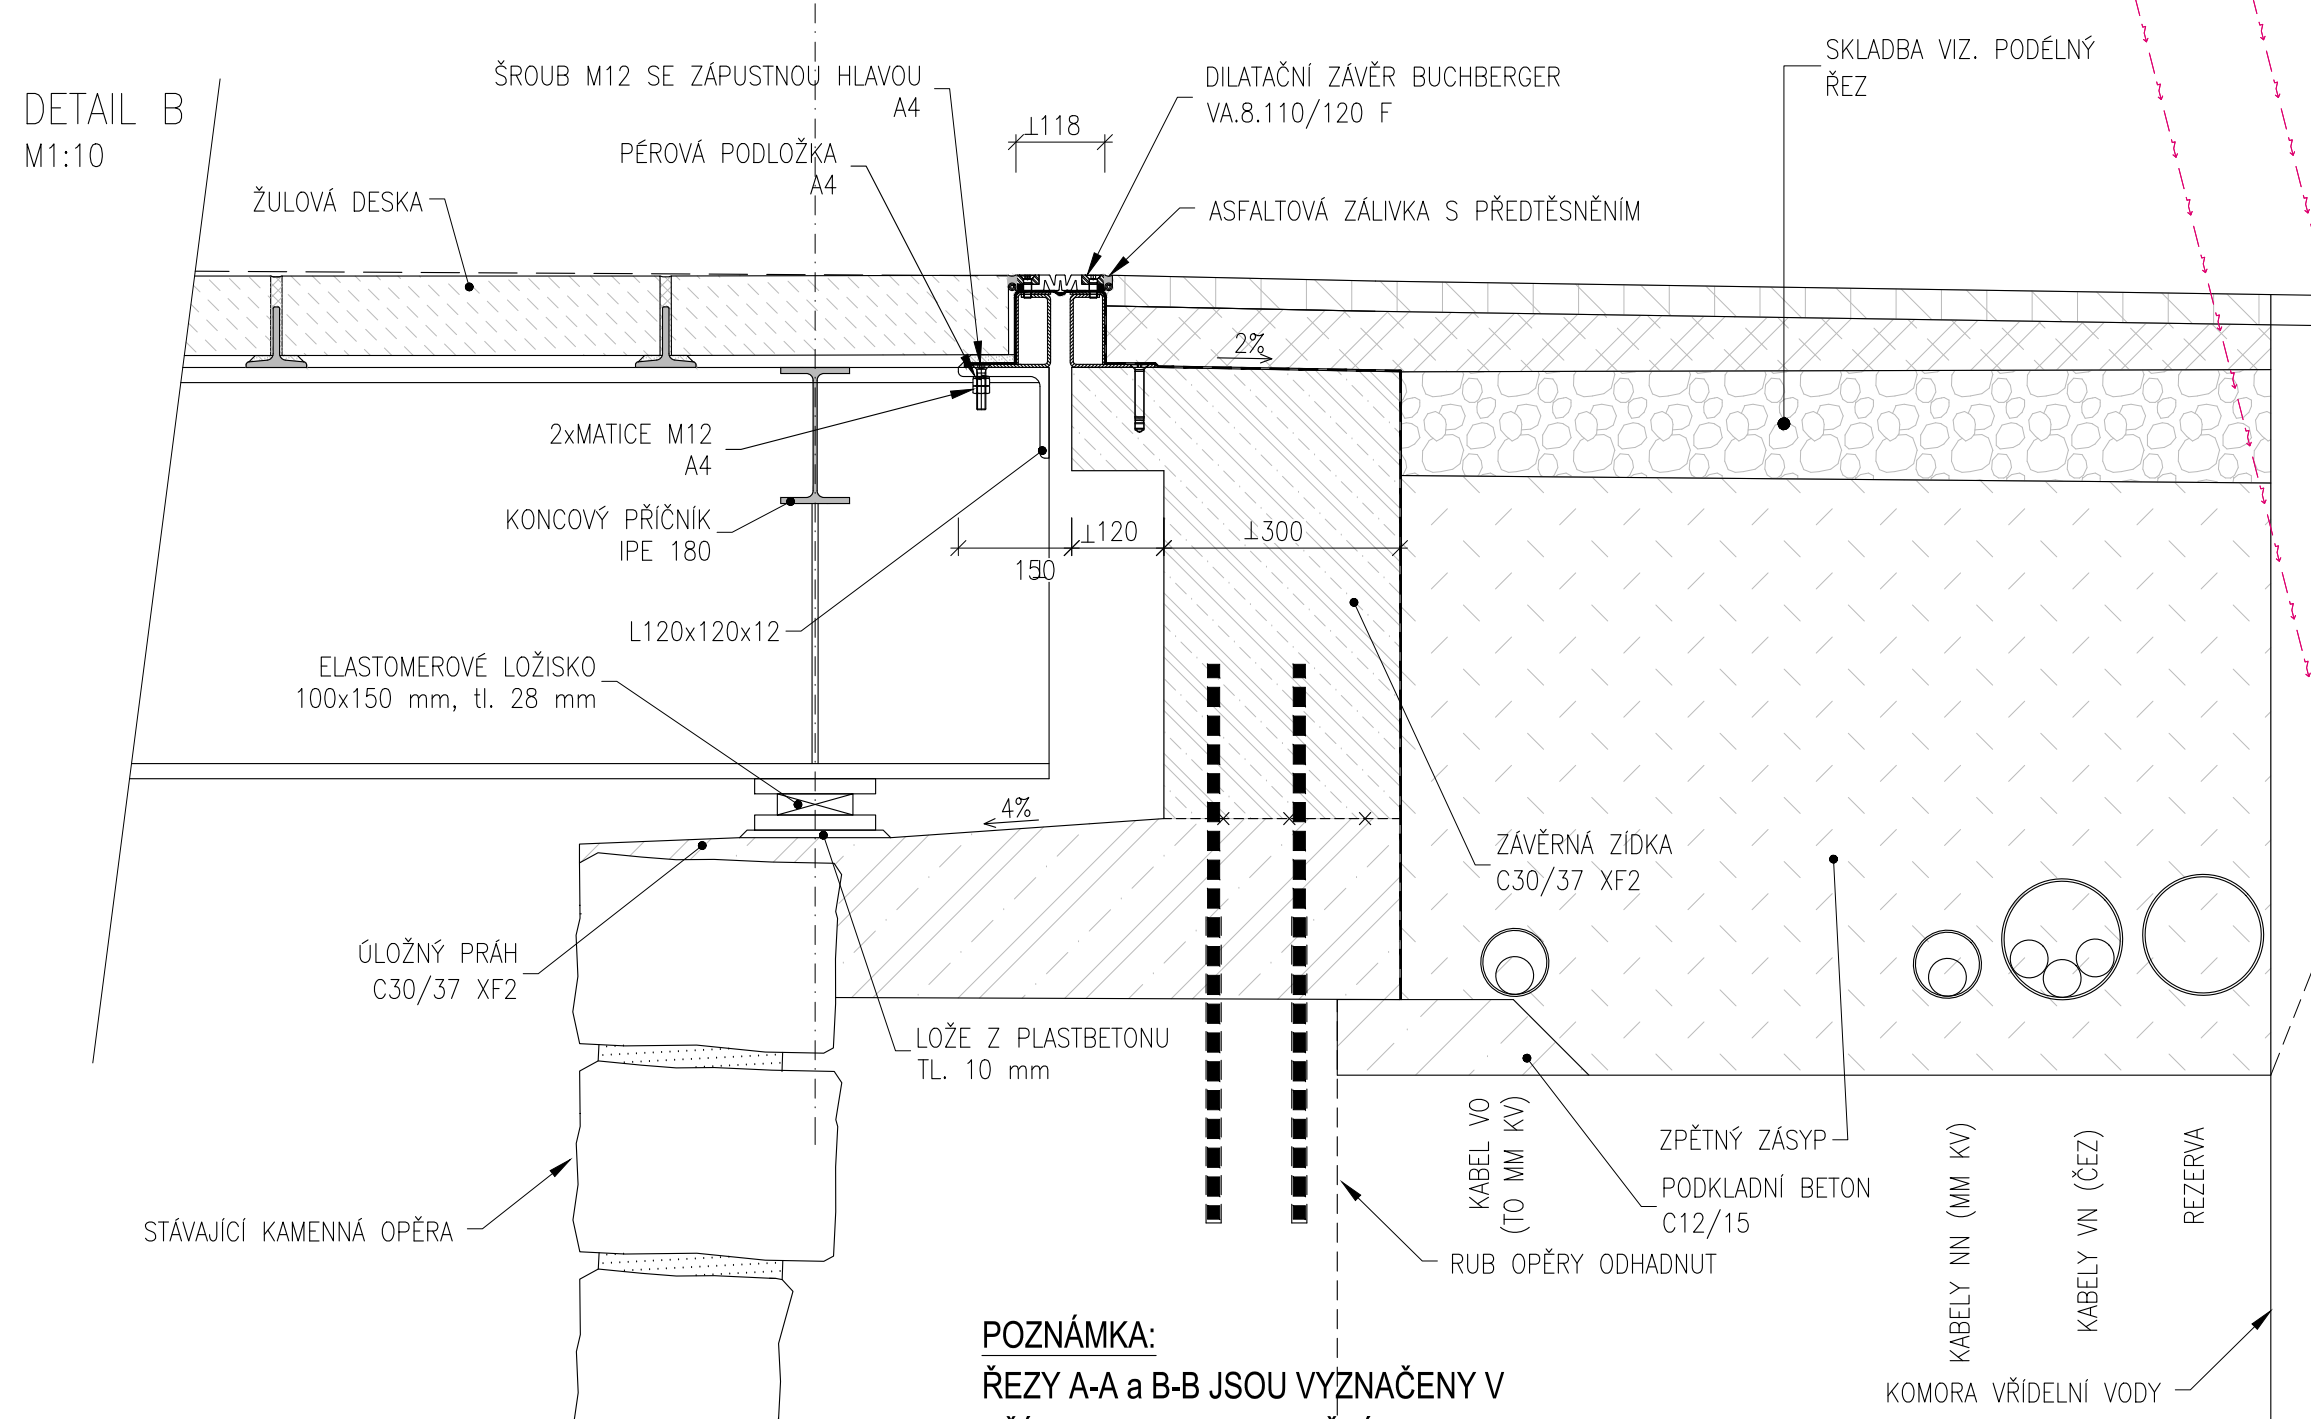 DETAIL B
M1:10
ŠROUB M12 SE ZÁPUSTNOU HLAVOU
A4
PÉROVÁ PODLOŽKA
A4
ŽULOVÁ DESKA
⊥118
DILATAČNÍ ZÁVĚR BUCHBERGER
VA.8.110/120 F
ASFALTOVÁ ZÁLIVKA S PŘEDTĚSNĚNÍM
SKLADBA VIZ. PODÉLNÝ
ŘEZ
2%
2xMATICE M12
A4
KONCOVÝ PŘÍČNÍK
IPE 180
⊥120
⊥300
150
L120x120x12
ELASTOMEROVÉ LOŽISKO
100x150 mm, tl. 28 mm
4%
ZÁVĚRNÁ ZÍDKA
C30/37 XF2
ÚLOŽNÝ PRÁH
C30/37 XF2
LOŽE Z PLASTBETONU
TL. 10 mm
STÁVAJÍCÍ KAMENNÁ OPĚRA
KABEL VO
(TO MM KV)
ZPĚTNÝ ZÁSYP
PODKLADNÍ BETON
C12/15
RUB OPĚRY ODHADNUT
KABELY NN (MM KV)
KABELY VN (ČEZ)
REZERVA
KOMORA VŘÍDELNÍ VODY
POZNÁMKA:
ŘEZY A-A a B-B JSOU VYZNAČENY V